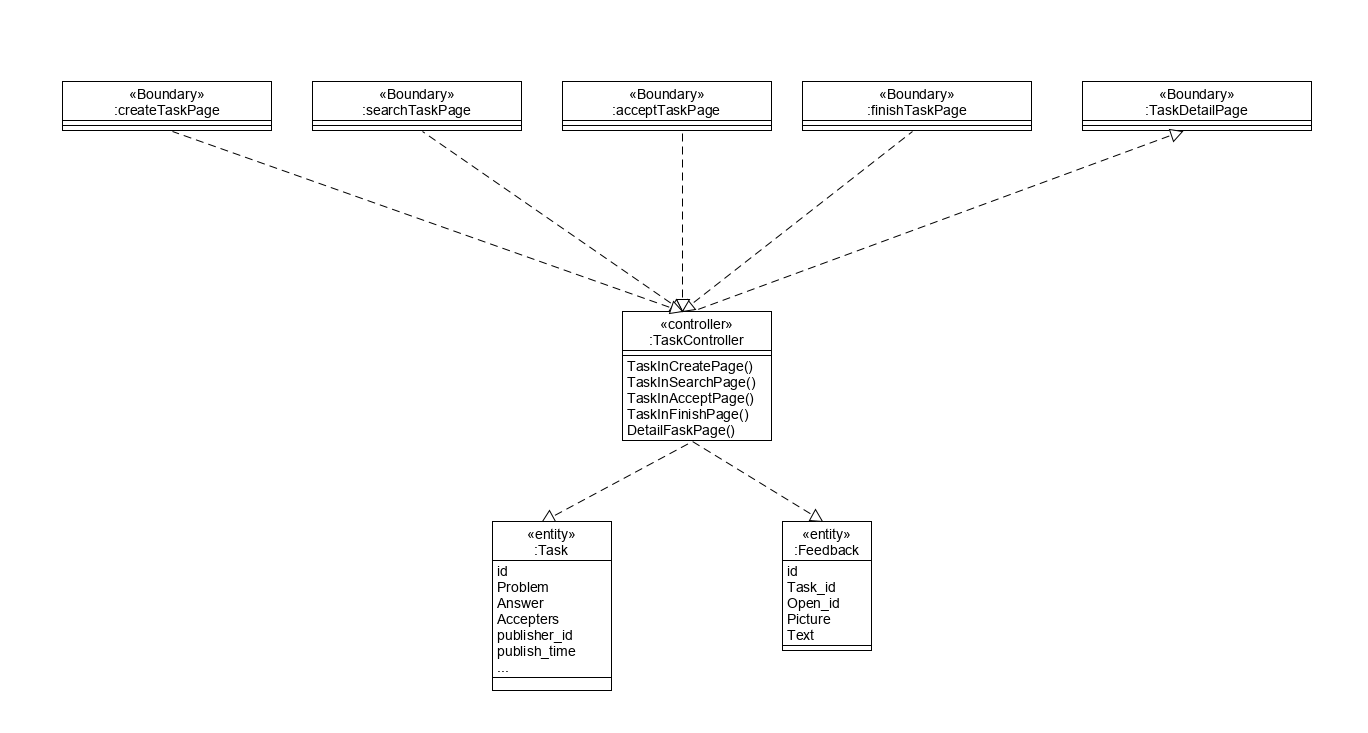 «Boundary»
:createTaskPage
«Boundary»
:searchTaskPage
«Boundary»
:acceptTaskPage
«Boundary»
:finishTaskPage
«Boundary»
:TaskDetailPage
«controller»
:TaskController
TaskInCreatePage()
TaskInSearchPage()
TaskInAcceptPage()
TaskInFinishPage()
DetailFaskPage()
«entity»
:Task
id
Problem
Answer
Accepters
publisher_id
publish_time
...
«entity»
:Feedback
id
Task_id
Open_id
Picture
Text